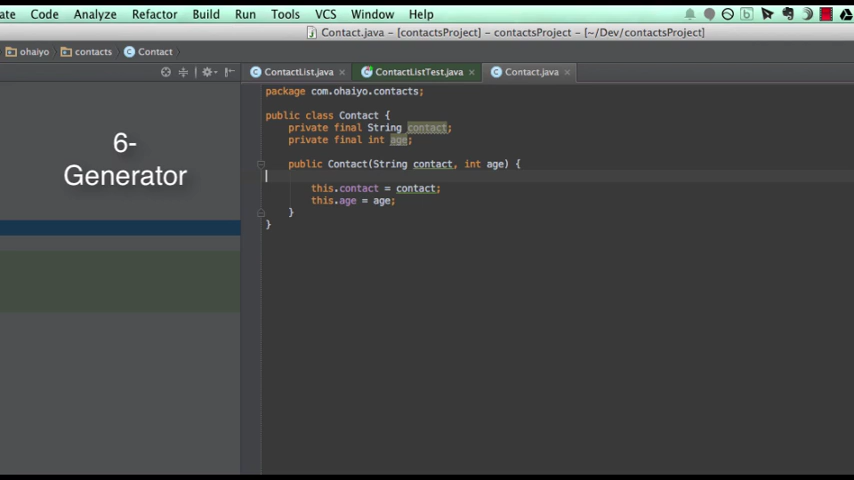 ate Code Analyze Refactor Build Run Tools VCS Window Help
Contact.java - [contactsProject] - contactsProject - [~/Dev/contactsProject]
ohaiyo contacts Contact
ContactList.java ContactListTest.java Contact.java
package com.ohaiyo.contacts;
public class Contact {
private final String contact;
private final int age;
public Contact(String contact, int age) {
this.contact = contact;
this.age = age;
}
}
6-
Generator